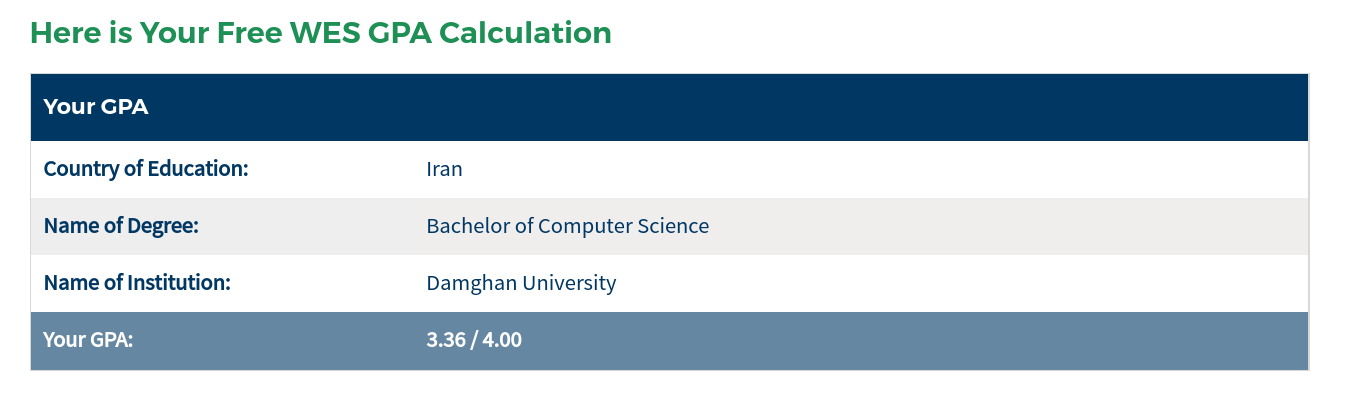 Here is Your Free WES GPA Calculation
Your GPA
Country of Education: Iran
Name of Degree: Bachelor of Computer Science
Name of Institution: Damghan University
Your GPA: 3.36 / 4.00